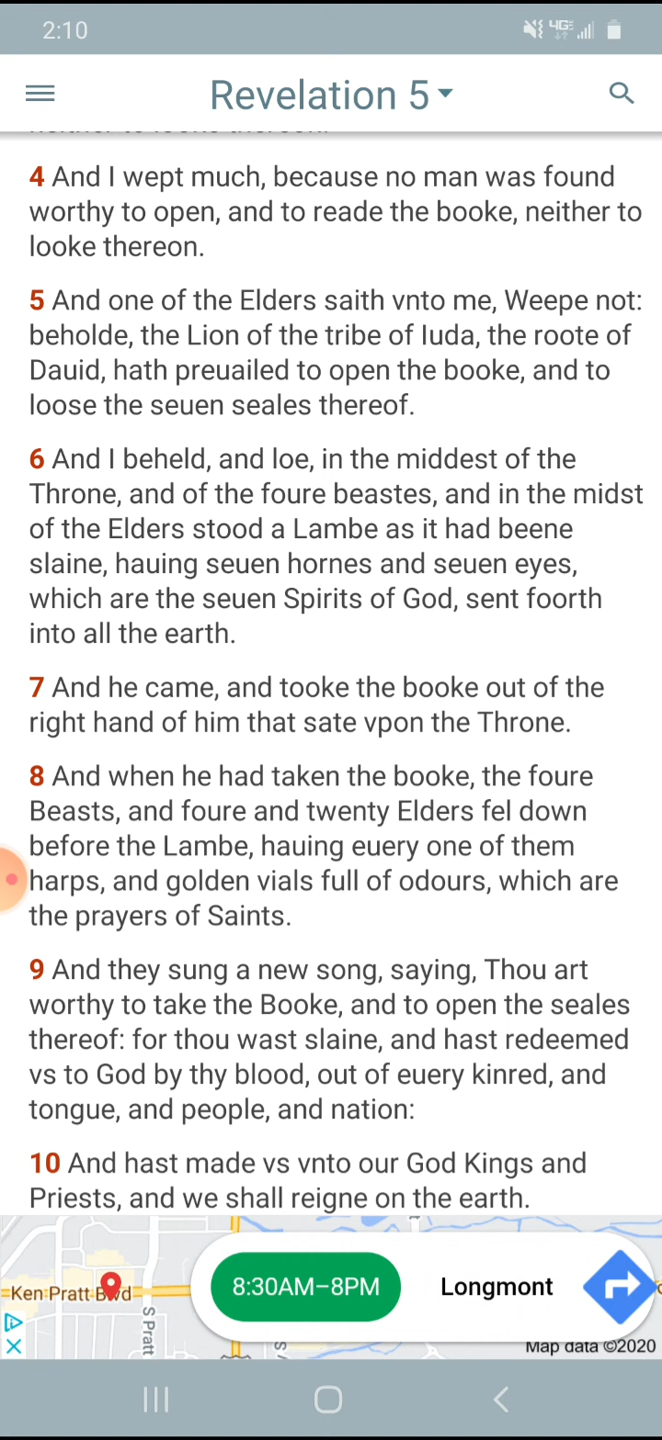 2:10
4G
Revelation 5
4 And I wept much, because no man was found
worthy to open, and to reade the booke, neither to
looke thereon.
5 And one of the Elders saith vnto me, Weepe not:
beholde, the Lion of the tribe of Iuda, the roote of
Dauid, hath preuailed to open the booke, and to
loose the seuen seales thereof.
6 And I beheld, and loe, in the middest of the
Throne, and of the foure beastes, and in the midst
of the Elders stood a Lambe as it had beene
slaine, hauing seuen hornes and seuen eyes,
which are the seuen Spirits of God, sent foorth
into all the earth.
7 And he came, and tooke the booke out of the
right hand of him that sate vpon the Throne.
8 And when he had taken the booke, the foure
Beasts, and foure and twenty Elders fel down
before the Lambe, hauing euery one of them
harps, and golden vials full of odours, which are
the prayers of Saints.
9 And they sung a new song, saying, Thou art
worthy to take the Booke, and to open the seales
thereof: for thou wast slaine, and hast redeemed
vs to God by thy blood, out of euery kinred, and
tongue, and people, and nation:
10 And hast made vs vnto our God Kings and
Priests, and we shall reigne on the earth.
Ken Pratt Blvd
S Pratt
8:30AM–8PM
Longmont
Map data ©2020